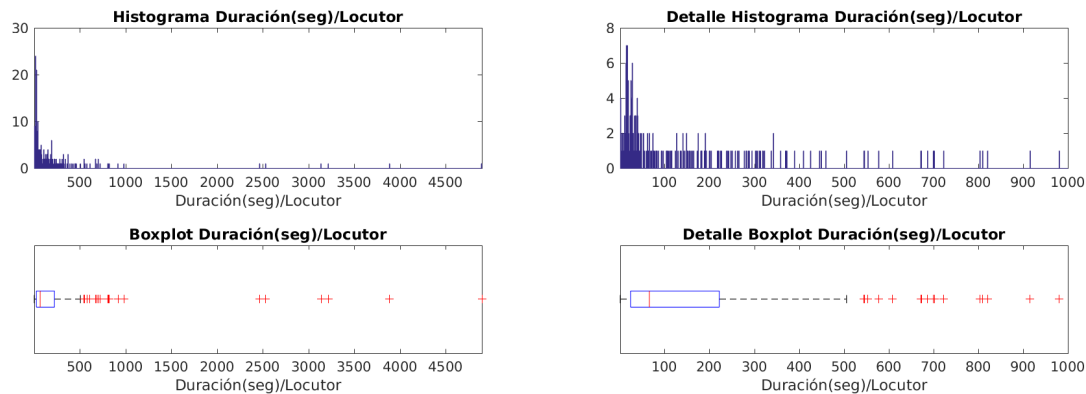 Histograma Duración(seg)/Locutor
30
20
10
0
500 1000 1500 2000 2500 3000 3500 4000 4500
Duración(seg)/Locutor
Detalle Histograma Duración(seg)/Locutor
8
6
4
2
0
100 200 300 400 500 600 700 800 900 1000
Duración(seg)/Locutor
Boxplot Duración(seg)/Locutor
500 1000 1500 2000 2500 3000 3500 4000 4500
Duración(seg)/Locutor
Detalle Boxplot Duración(seg)/Locutor
100 200 300 400 500 600 700 800 900 1000
Duración(seg)/Locutor